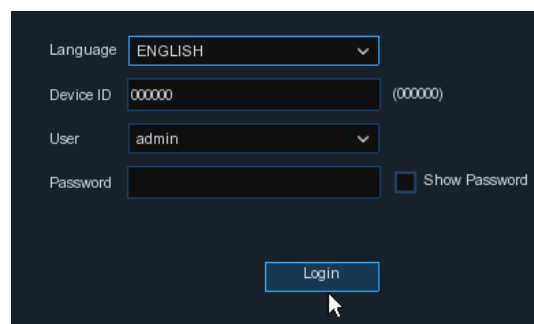 Language ENGLISH
Device ID 000000 (000000)
User admin
Password Show Password
Login